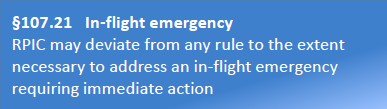 §107.21   In-flight emergency
RPIC may deviate from any rule to the extent
necessary to address an in-flight emergency
requiring immediate action